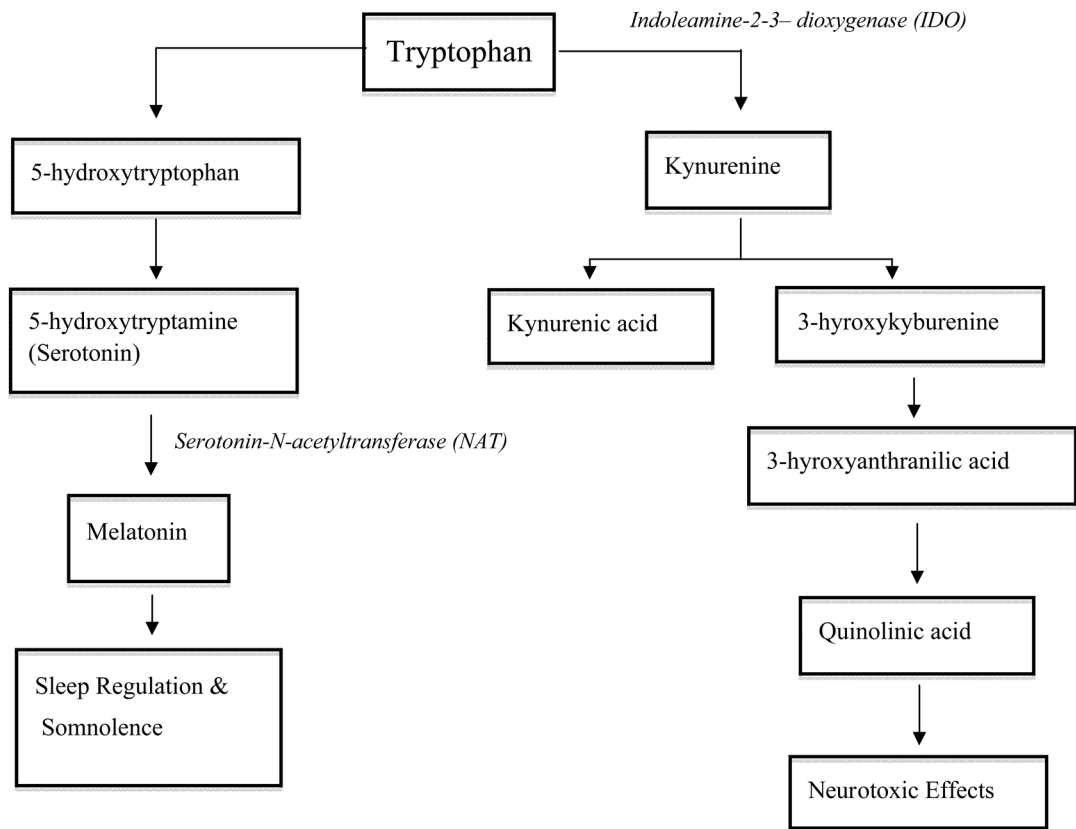 Indoleamine-2-3– dioxygenase (IDO)
Tryptophan
5-hydroxytryptophan
Kynurenine
5-hydroxytryptamine
(Serotonin)
Kynurenic acid
3-hyroxykyburenine
Serotonin-N-acetyltransferase (NAT)
3-hyroxyanthranilic acid
Melatonin
Quinolinic acid
Sleep Regulation &
Somnolence
Neurotoxic Effects